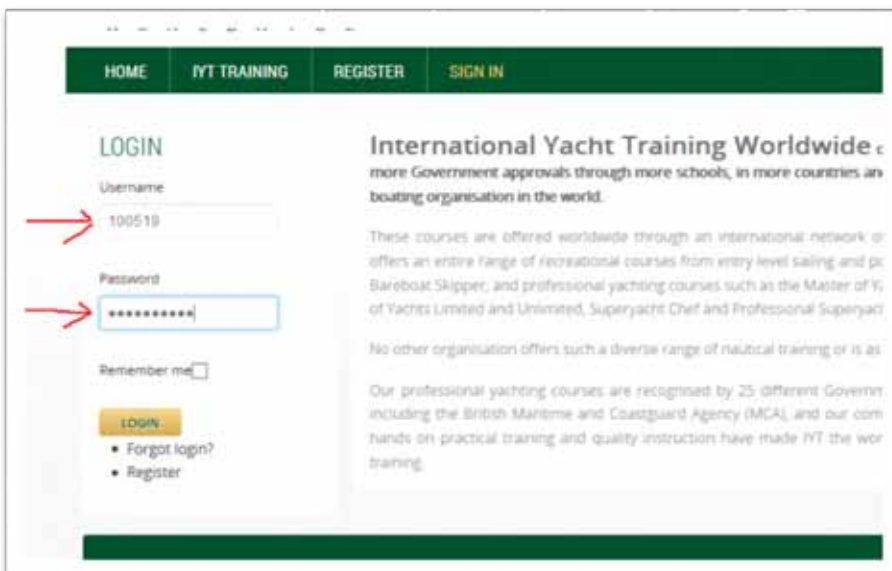 HOME IYT TRAINING REGISTER SIGN IN
LOGIN
Username
100519
Password
••••••••••
Remember me
LOGIN
• Forgot login?
• Register
International Yacht Training Worldwide
more Government approvals through more schools, in more countries
boating organisation in the world.
These courses are offered worldwide through an international network
offers an entire range of recreational courses from entry level sailing and
Bareboat Skipper, and professional yachting courses such as the Master of
of Yachts Limited and Unlimited, Superyacht Chef and Professional
No other organisation offers such a diverse range of nautical training or is as
Our professional yachting courses are recognised by 25 different
including the British Maritime and Coastguard Agency (MCA), and our
hands on practical training and quality instruction have made IYT the
training.